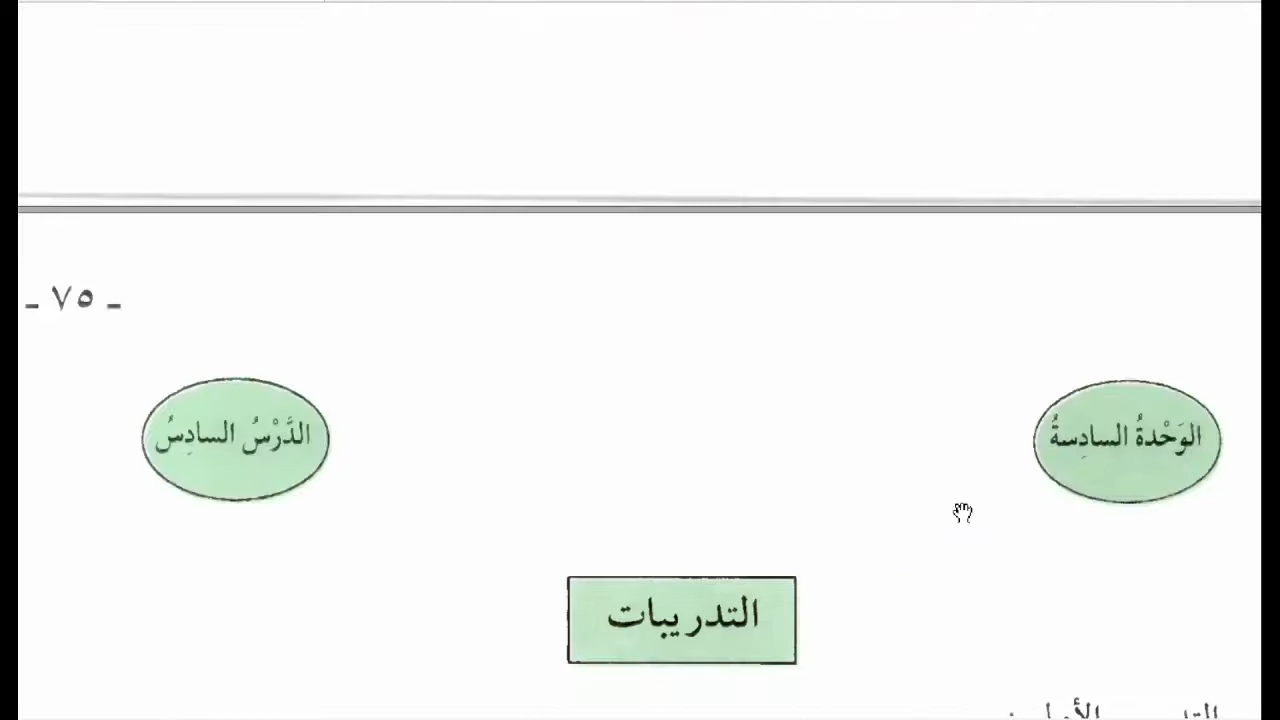 - ٧٥ -
الوَحْدةُ السادِسةُ
الدَّرْسُ السادِسُ
التدريبات